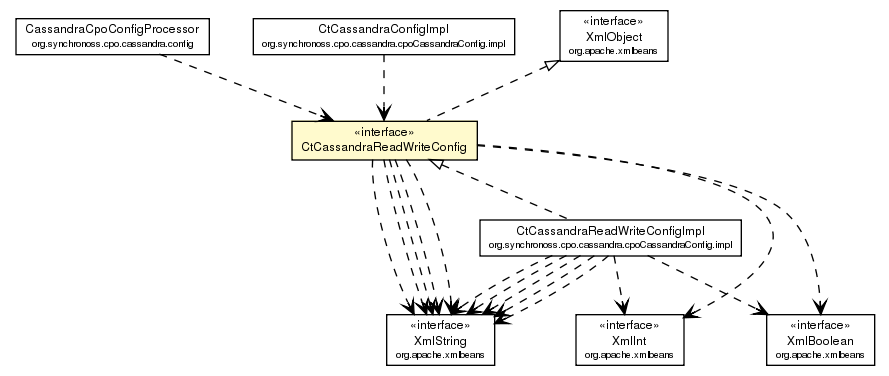 CassandraCpoConfigProcessor
org.synchronoss.cpo.cassandra.config
CtCassandraConfigImpl
org.synchronoss.cpo.cassandra.cpoCassandraConfig.impl
«interface»
XmlObject
org.apache.xmlbeans
«interface»
CtCassandraReadWriteConfig
CtCassandraReadWriteConfigImpl
org.synchronoss.cpo.cassandra.cpoCassandraConfig.impl
«interface»
XmlString
org.apache.xmlbeans
«interface»
XmlInt
org.apache.xmlbeans
«interface»
XmlBoolean
org.apache.xmlbeans